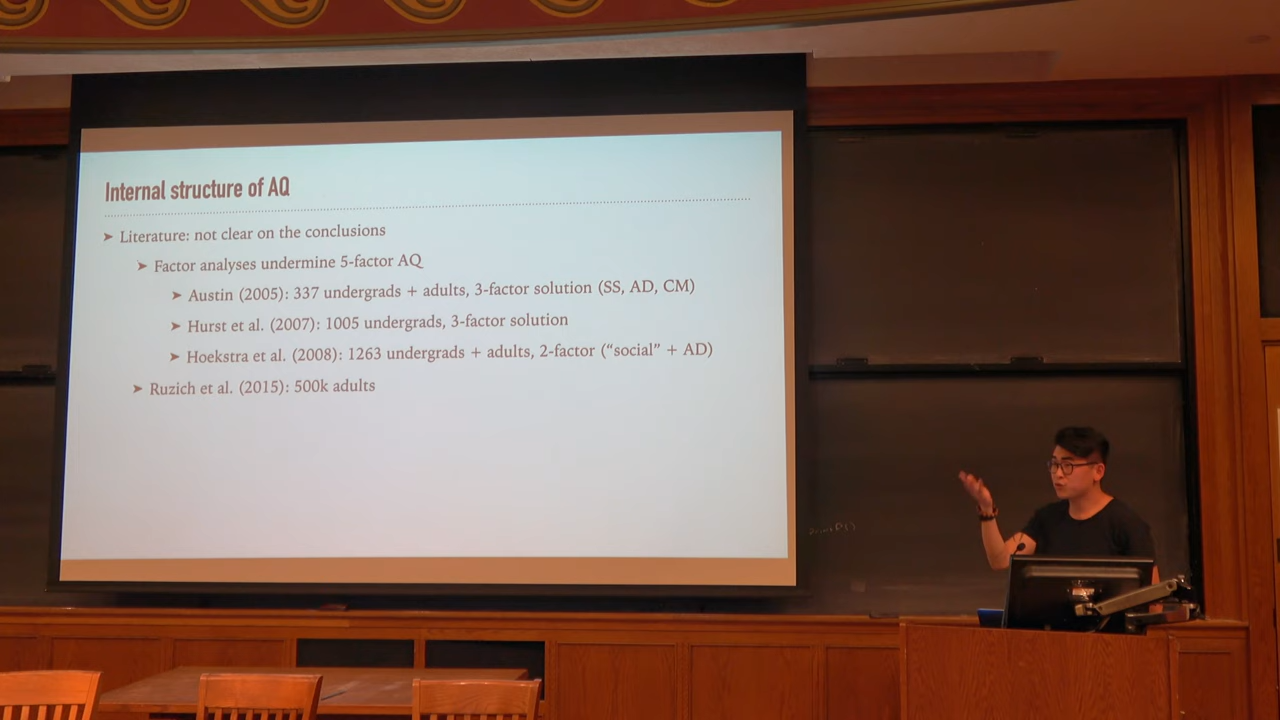 Internal structure of AQ
➤ Literature: not clear on the conclusions
➤ Factor analyses undermine 5-factor AQ
➤ Austin (2005): 337 undergrads + adults, 3-factor solution (SS, AD, CM)
➤ Hurst et al. (2007): 1005 undergrads, 3-factor solution
➤ Hoekstra et al. (2008): 1263 undergrads + adults, 2-factor (“social” + AD)
➤ Ruzich et al. (2015): 500k adults